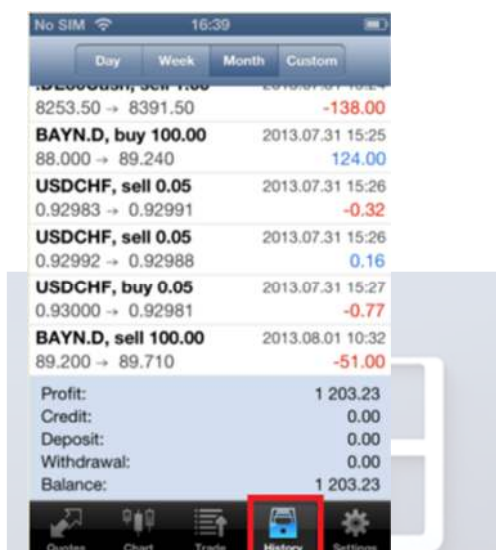 No SIM 16:39
Day Week Month Custom
8253.50 → 8391.50 -138.00
BAYN.D, buy 100.00 2013.07.31 15:25
88.000 → 89.240 124.00
USDCHF, sell 0.05 2013.07.31 15:26
0.92983 → 0.92991 -0.32
USDCHF, sell 0.05 2013.07.31 15:26
0.92992 → 0.92988 0.16
USDCHF, buy 0.05 2013.07.31 15:27
0.93000 → 0.92981 -0.77
BAYN.D, sell 100.00 2013.08.01 10:32
89.200 → 89.710 -51.00
Profit: 1 203.23
Credit: 0.00
Deposit: 0.00
Withdrawal: 0.00
Balance: 1 203.23
Quotes Chart Trade History Settings